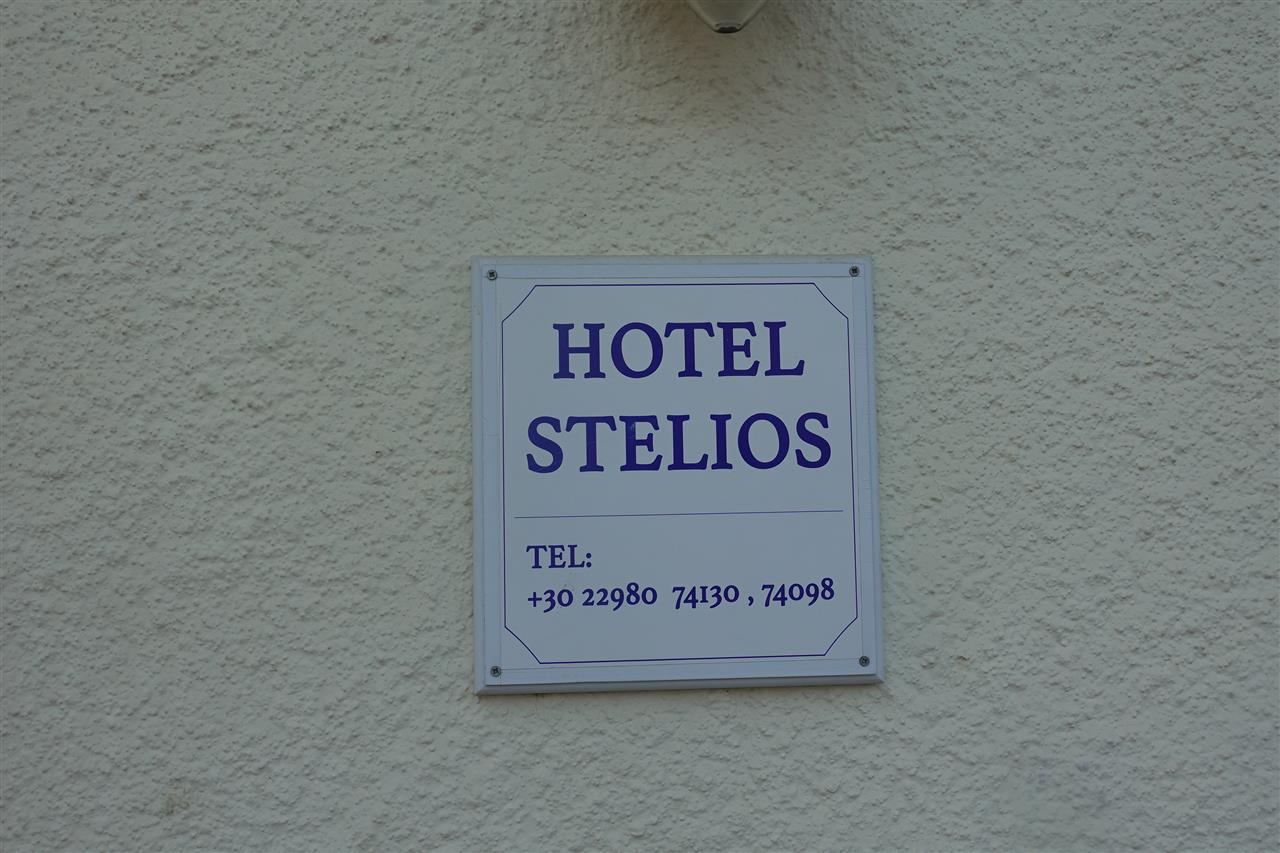 HOTEL
STELIOS
TEL:
+30 22980 74130 , 74098